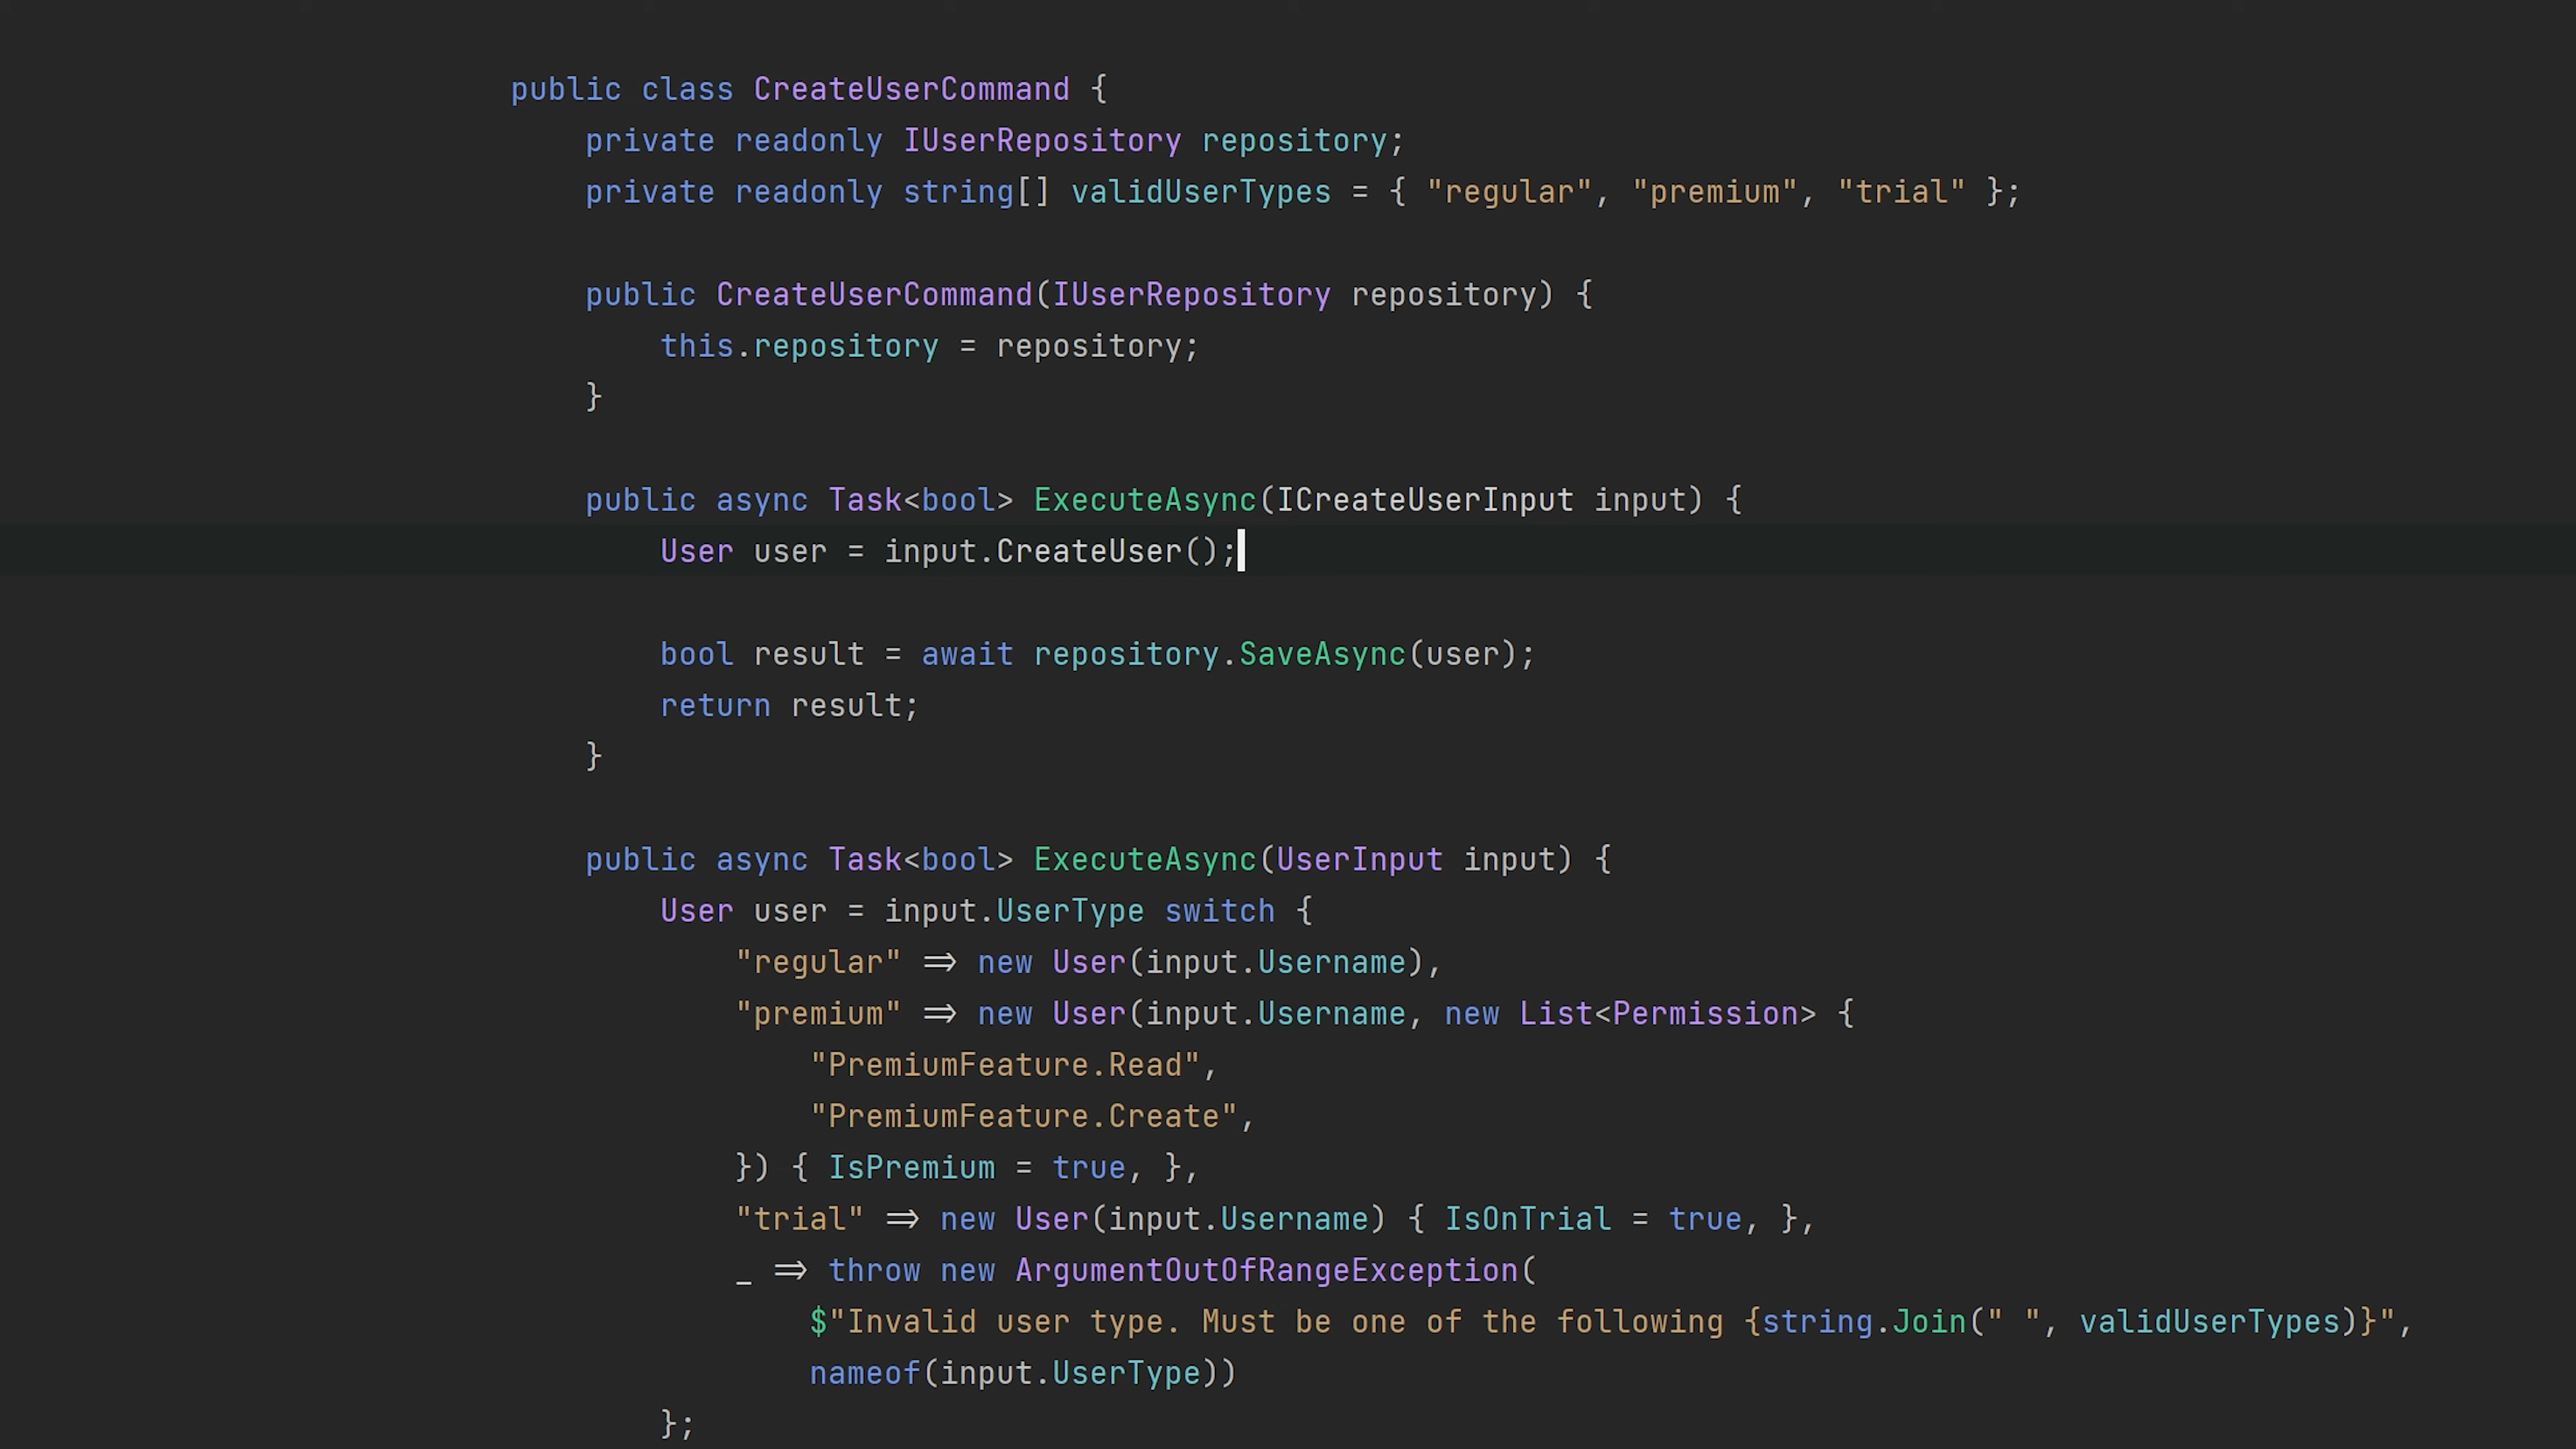 public class CreateUserCommand {
private readonly IUserRepository repository;
private readonly string[] validUserTypes = { "regular", "premium", "trial" };
public CreateUserCommand(IUserRepository repository) {
this.repository = repository;
}
public async Task<bool> ExecuteAsync(ICreateUserInput input) {
User user = input.CreateUser();
bool result = await repository.SaveAsync(user);
return result;
}
public async Task<bool> ExecuteAsync(UserInput input) {
User user = input.UserType switch {
"regular" => new User(input.Username),
"premium" => new User(input.Username, new List<Permission> {
"PremiumFeature.Read",
"PremiumFeature.Create",
}) { IsPremium = true, },
"trial" => new User(input.Username) { IsOnTrial = true, },
_ => throw new ArgumentOutOfRangeException(
$"Invalid user type. Must be one of the following {string.Join(" ", validUserTypes)}",
nameof(input.UserType))
};